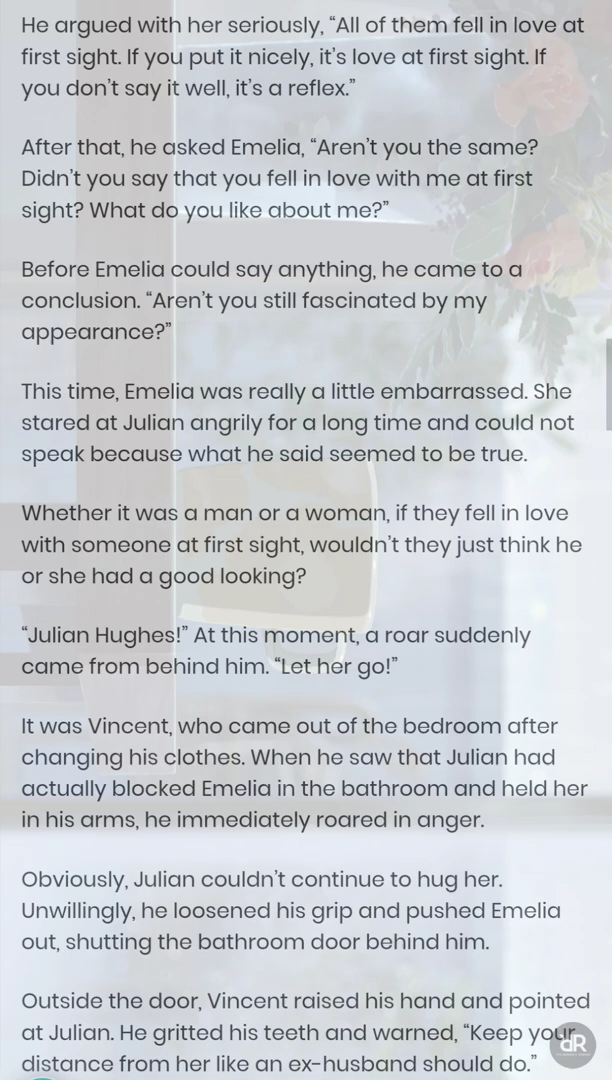 He argued with her seriously, “All of them fell in love at
first sight. If you put it nicely, it’s love at first sight. If
you don’t say it well, it’s a reflex.”
After that, he asked Emelia, “Aren’t you the same?
Didn’t you say that you fell in love with me at first
sight? What do you like about me?”
Before Emelia could say anything, he came to a
conclusion. “Aren’t you still fascinated by my
appearance?”
This time, Emelia was really a little embarrassed. She
stared at Julian angrily for a long time and could not
speak because what he said seemed to be true.
Whether it was a man or a woman, if they fell in love
with someone at first sight, wouldn’t they just think he
or she had a good looking?
“Julian Hughes!” At this moment, a roar suddenly
came from behind him. “Let her go!”
It was Vincent, who came out of the bedroom after
changing his clothes. When he saw that Julian had
actually blocked Emelia in the bathroom and held her
in his arms, he immediately roared in anger.
Obviously, Julian couldn’t continue to hug her.
Unwillingly, he loosened his grip and pushed Emelia
out, shutting the bathroom door behind him.
Outside the door, Vincent raised his hand and pointed
at Julian. He gritted his teeth and warned, “Keep your
distance from her like an ex-husband should do.”